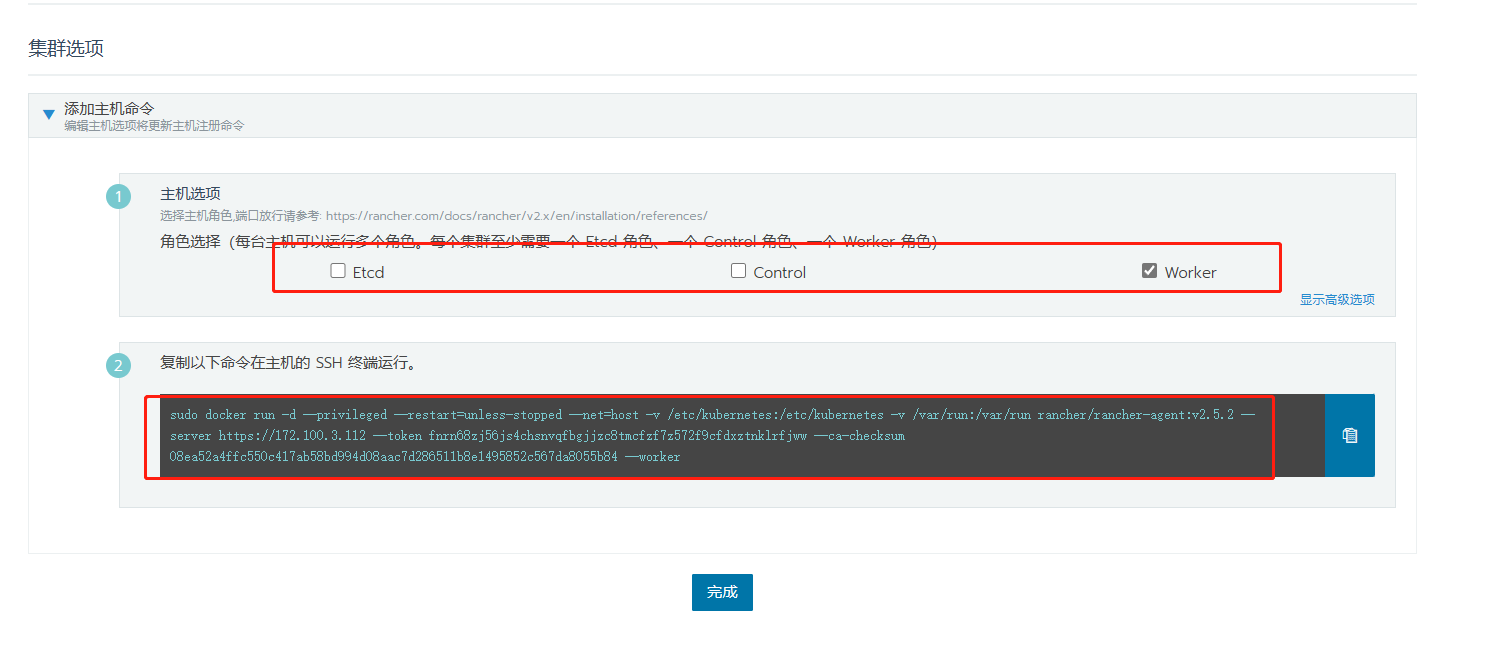 集群选项
添加主机命令
编辑主机选项将更新主机注册命令
1
主机选项
选择主机角色,端口放行请参考: https://rancher.com/docs/rancher/v2.x/en/installation/references/
角色选择（每台主机可以运行多个角色。每个集群至少需要一个 Etcd 角色、一个 Control 角色、一个 Worker 角色）
Etcd Control Worker
显示高级选项
2
复制以下命令在主机的 SSH 终端运行。
sudo docker run -d --privileged --restart=unless-stopped --net=host -v /etc/kubernetes:/etc/kubernetes -v /var/run:/var/run rancher/rancher-agent:v2.5.2 --
server https://172.100.3.112 --token fnrn68zj56js4chsnvqfbgjjzc8tmcfzf7z572f9cfdxztnklrfjww --ca-checksum
08ea52a4ffc550c417ab58bd994d08aac7d286511b8e1495852c567da8055b84 --worker
完成